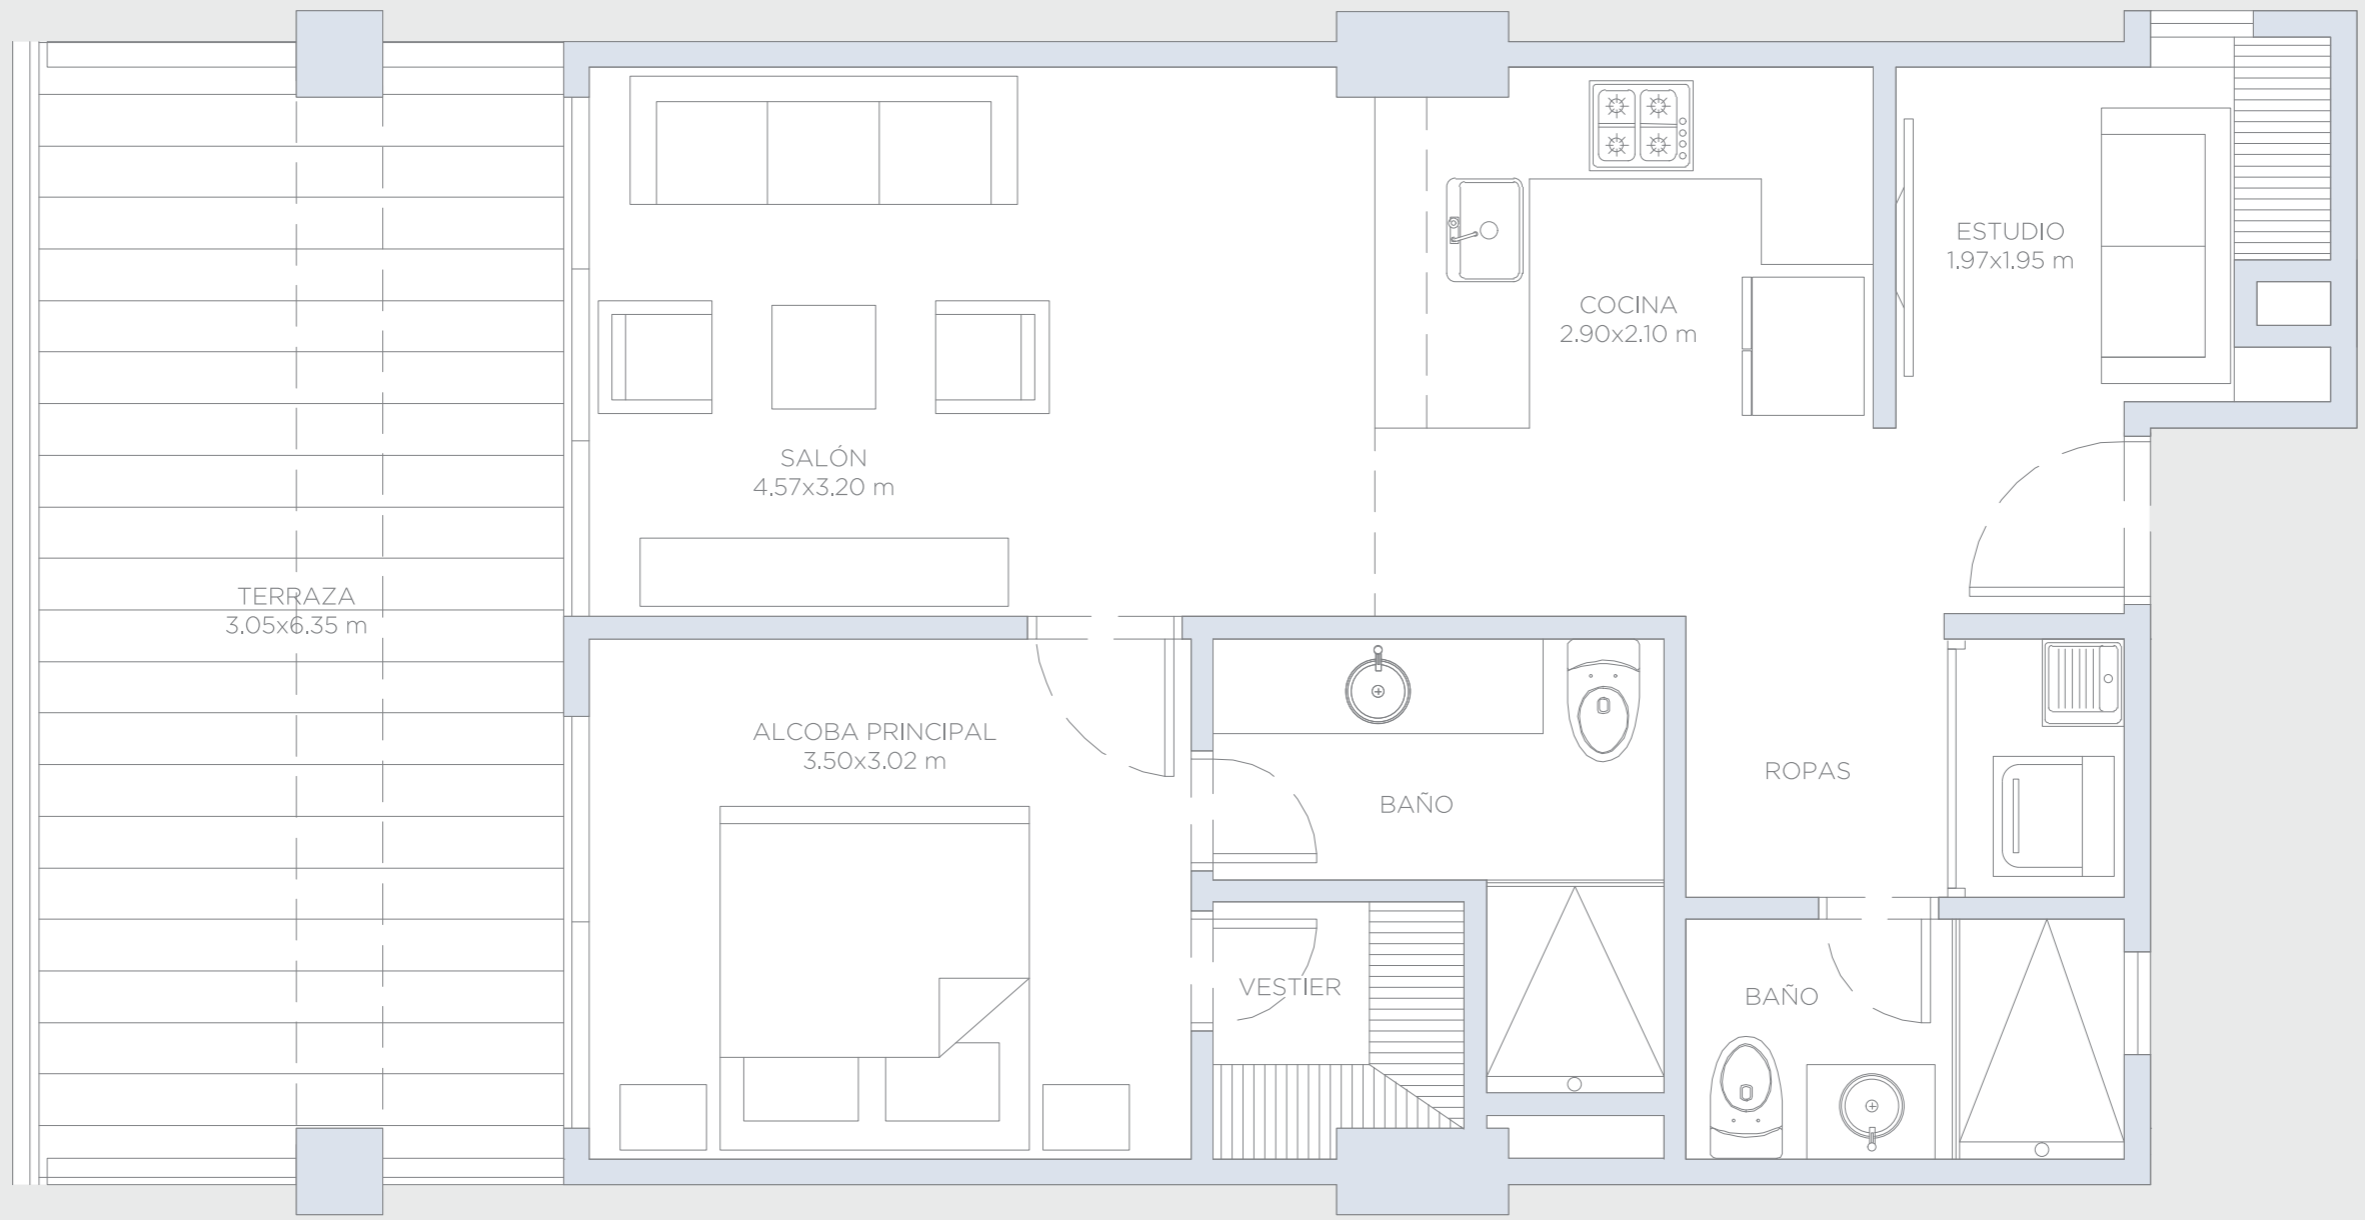 ESTUDIO
1.97x1.95 m
COCINA
2.90x2.10 m
SALÓN
4.57x3.20 m
TERRAZA
3.05x6.35 m
ALCOBA PRINCIPAL
3.50x3.02 m
BAÑO
ROPAS
VESTIER
BAÑO